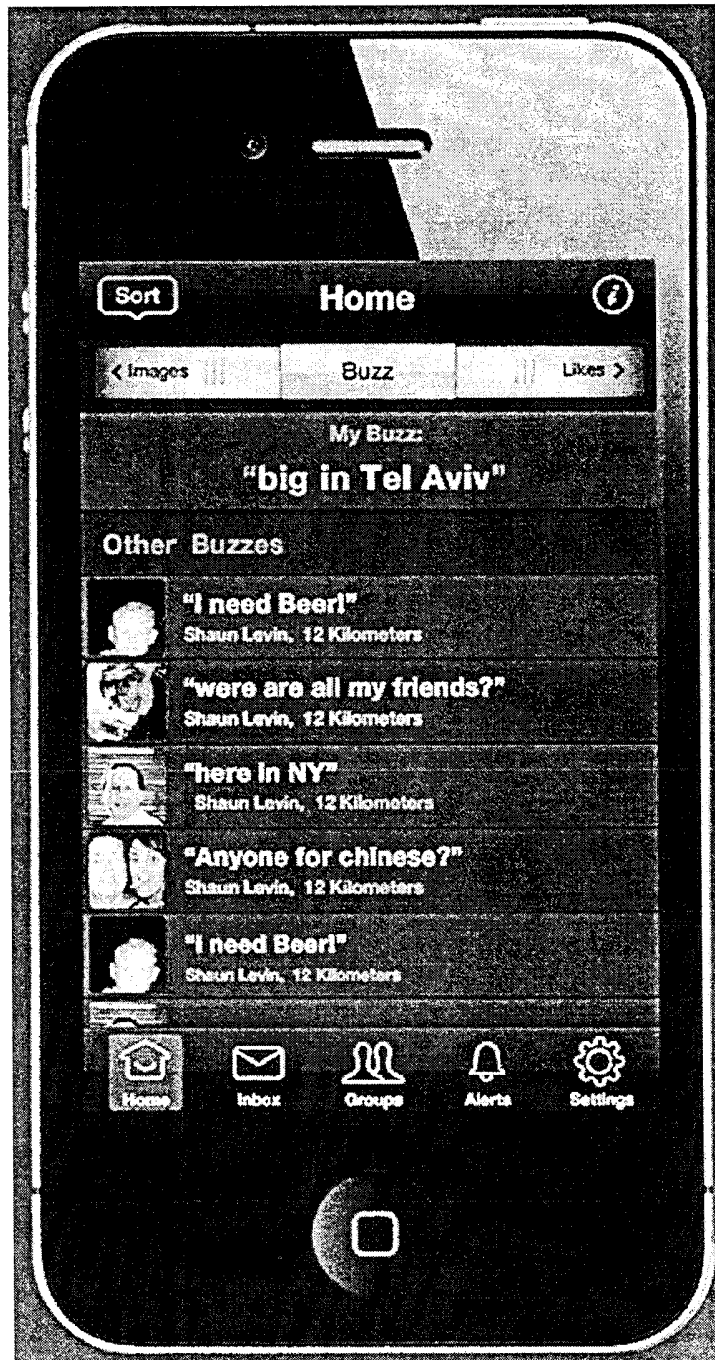 Sort
Home
i
< Images
Buzz
Likes >
My Buzz:
"big in Tel Aviv"
Other Buzzes
"I need Beer!"
Shaun Levin, 12 Kilometers
"were are all my friends?"
Shaun Levin, 12 Kilometers
"here in NY"
Shaun Levin, 12 Kilometers
"Anyone for chinese?"
Shaun Levin, 12 Kilometers
"I need Beer!"
Shaun Levin, 12 Kilometers
Home
Inbox
Groups
Alerts
Settings